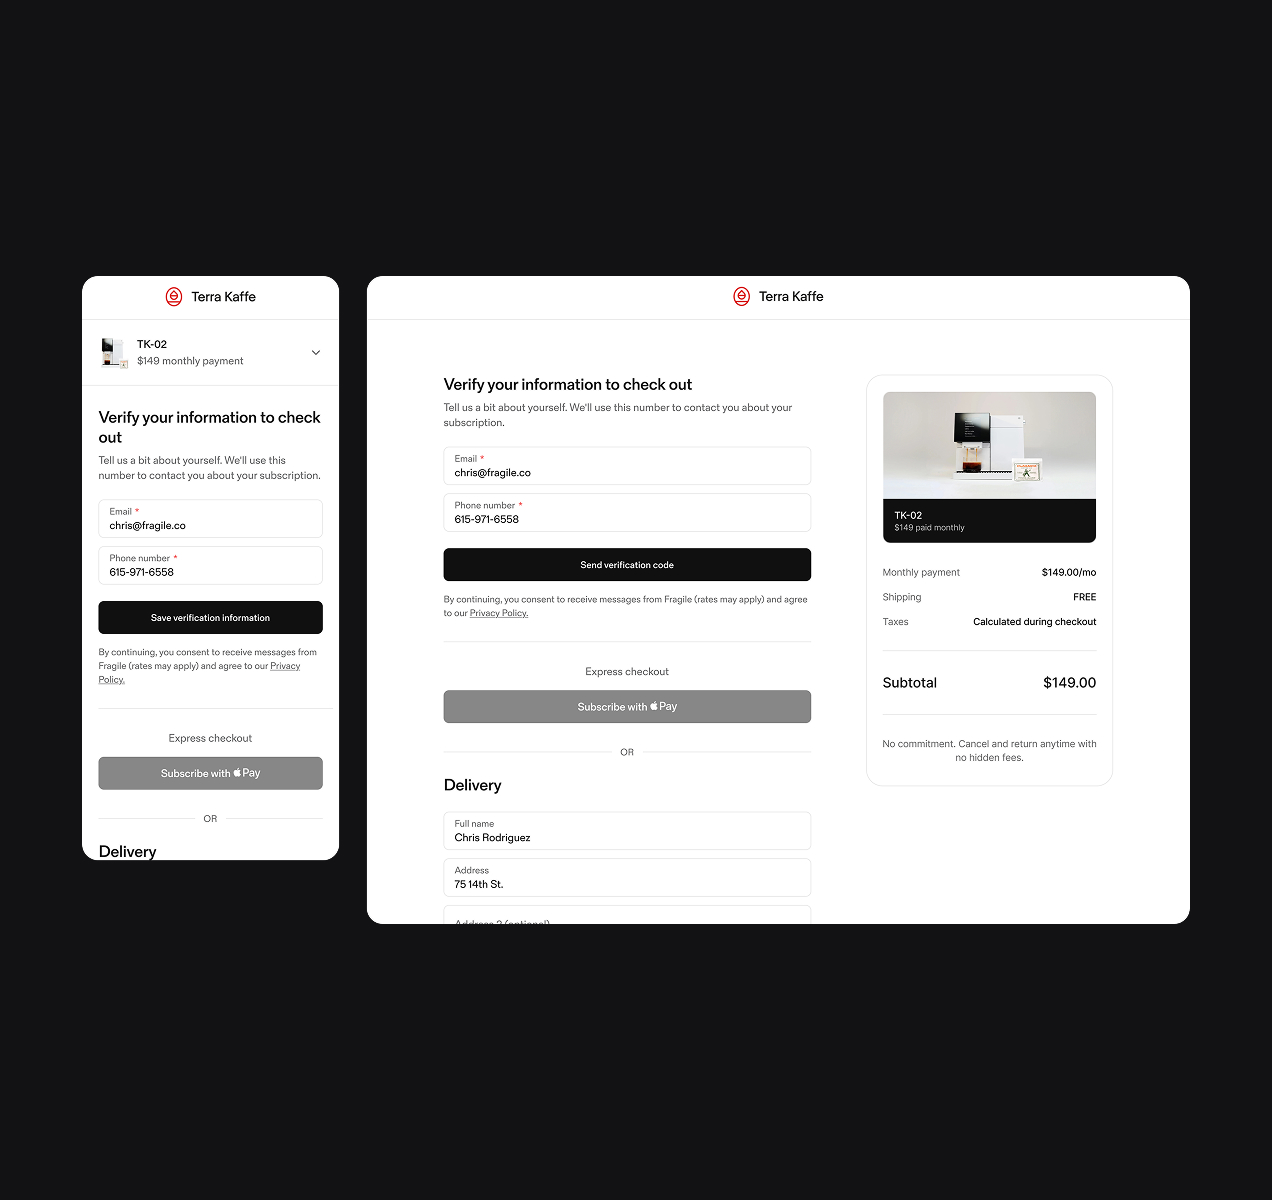 Terra Kaffe
TK-02
$149 monthly payment
Verify your information to check
out
Tell us a bit about yourself. We'll use this
number to contact you about your subscription.
Email *
chris@fragile.co
Phone number *
615-971-6558
Save verification information
By continuing, you consent to receive messages from
Fragile (rates may apply) and agree to our Privacy
Policy.
Express checkout
Subscribe with Pay
OR
Delivery
Terra Kaffe
Verify your information to check out
Tell us a bit about yourself. We'll use this number to contact you about your
subscription.
Email *
chris@fragile.co
Phone number *
615-971-6558
Send verification code
By continuing, you consent to receive messages from Fragile (rates may apply) and agree
to our Privacy Policy.
Express checkout
Subscribe with Pay
OR
Delivery
Full name
Chris Rodriguez
Address
75 14th St.
Address 2 (optional)
TK-02
$149 paid monthly
Monthly payment $149.00/mo
Shipping FREE
Taxes Calculated during checkout
Subtotal $149.00
No commitment. Cancel and return anytime with
no hidden fees.